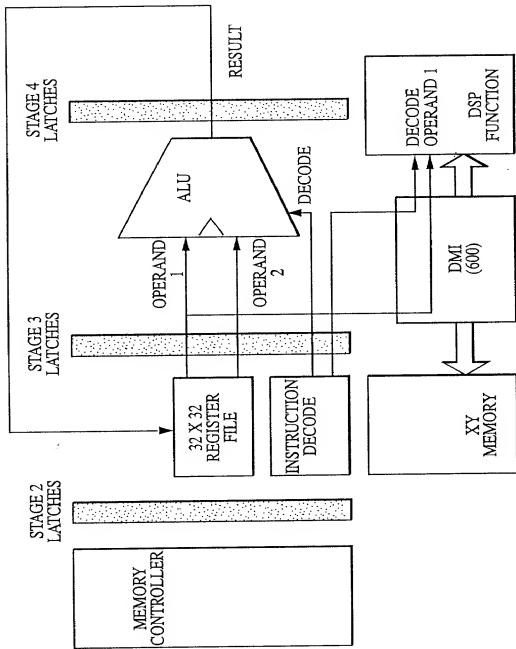 MEMORY
CONTROLLER
STAGE 2
LATCHES
32 X 32
REGISTER
FILE
INSTRUCTION
DECODE
XY
MEMORY
STAGE 3
LATCHES
OPERAND
1
OPERAND
2
ALU
DECODE
DMI
(600)
STAGE 4
LATCHES
RESULT
DECODE
OPERAND 1
DSP
FUNCTION